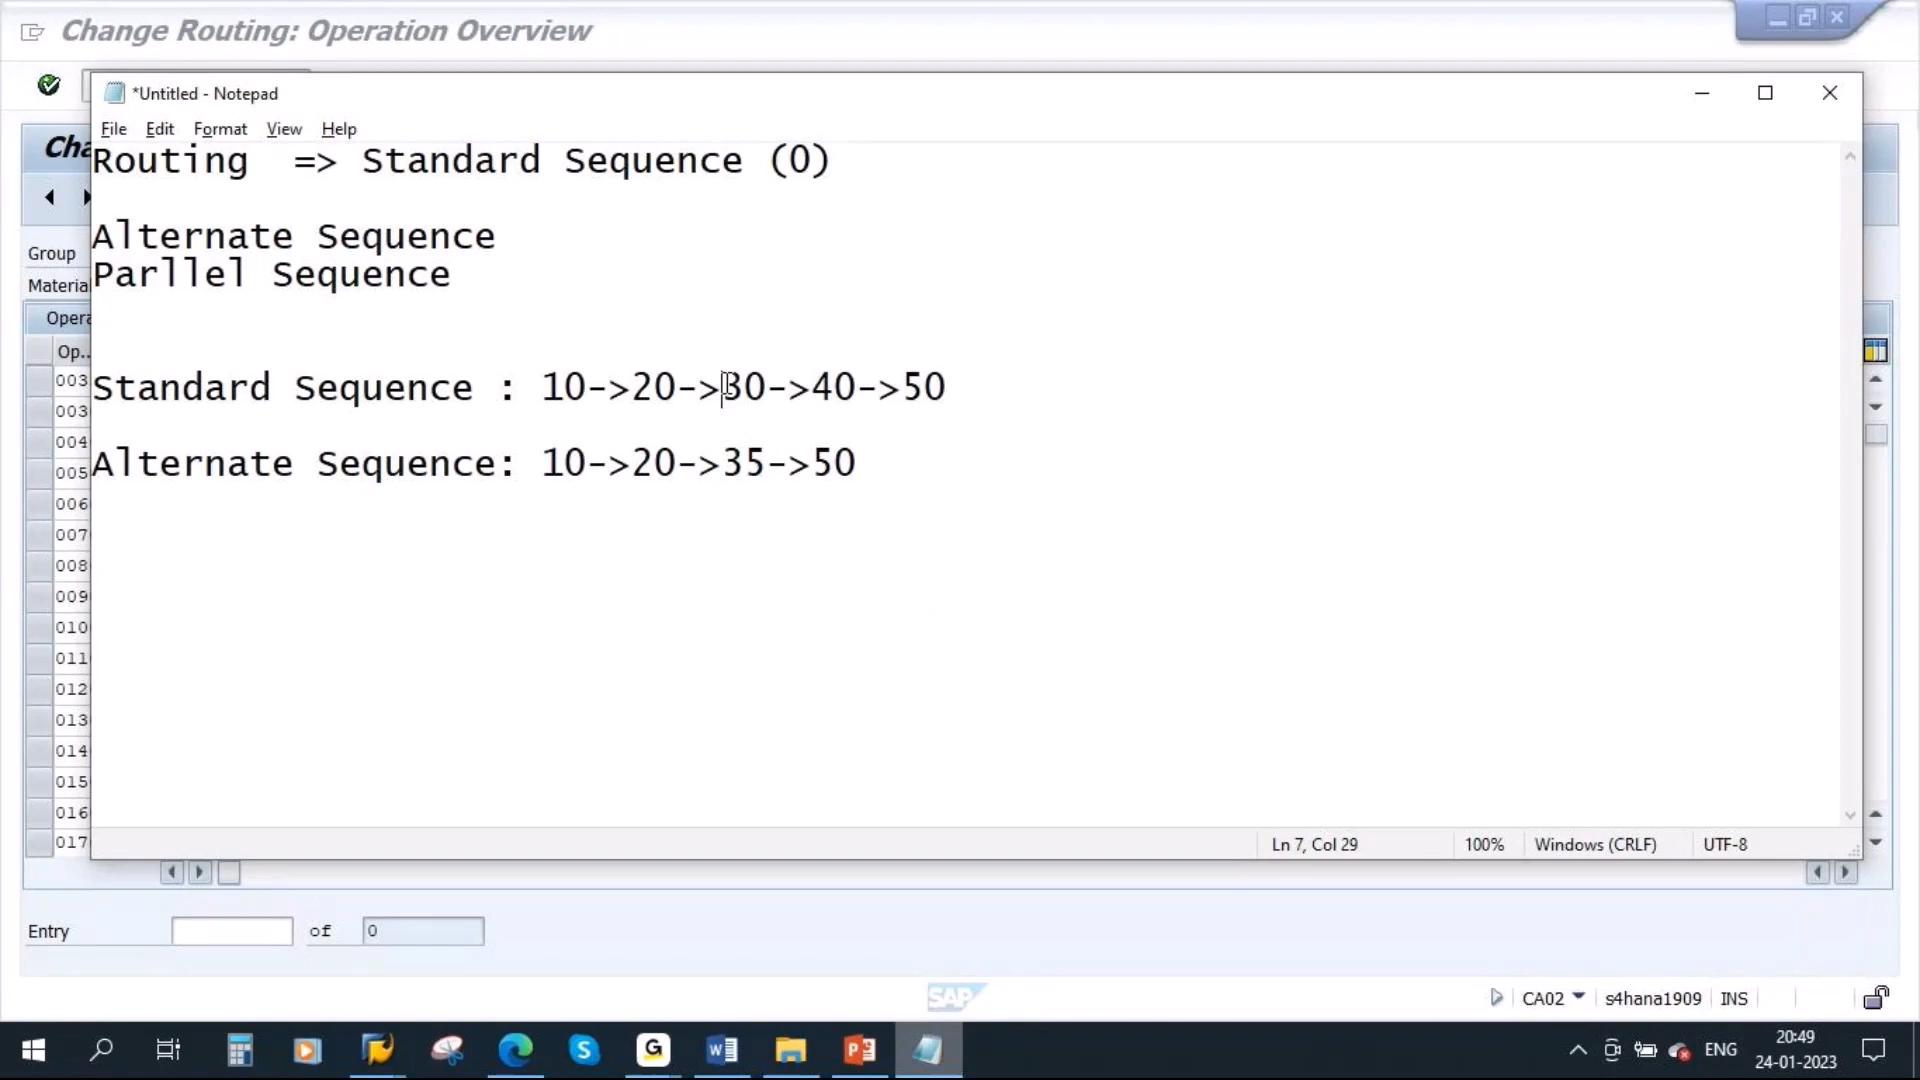 Change Routing: Operation Overview
*Untitled - Notepad
File Edit Format View Help
Cha
Routing => Standard Sequence (0)
Alternate Sequence
Parllel Sequence
Group
Materia
Opera
Op..
003
003
004
005
006
007
008
009
010
011
012
013
014
015
016
017
Standard Sequence : 10->20->30->40->50
Alternate Sequence: 10->20->35->50
Ln 7, Col 29 100% Windows (CRLF) UTF-8
Entry of 0
SAP
CA02 s4hana1909 INS
ENG
20:49
24-01-2023